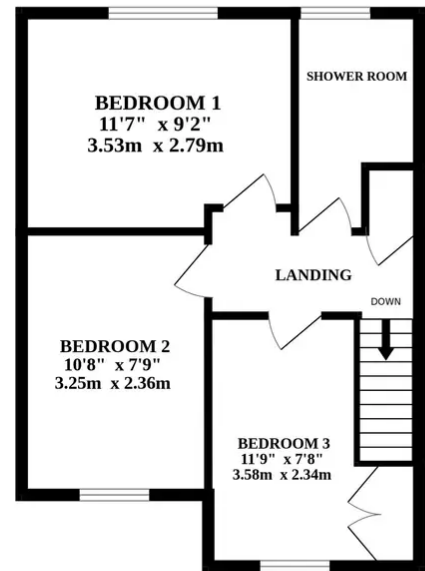 BEDROOM 1
11'7" x 9'2"
3.53m x 2.79m
SHOWER ROOM
LANDING
DOWN
BEDROOM 2
10'8" x 7'9"
3.25m x 2.36m
BEDROOM 3
11'9" x 7'8"
3.58m x 2.34m